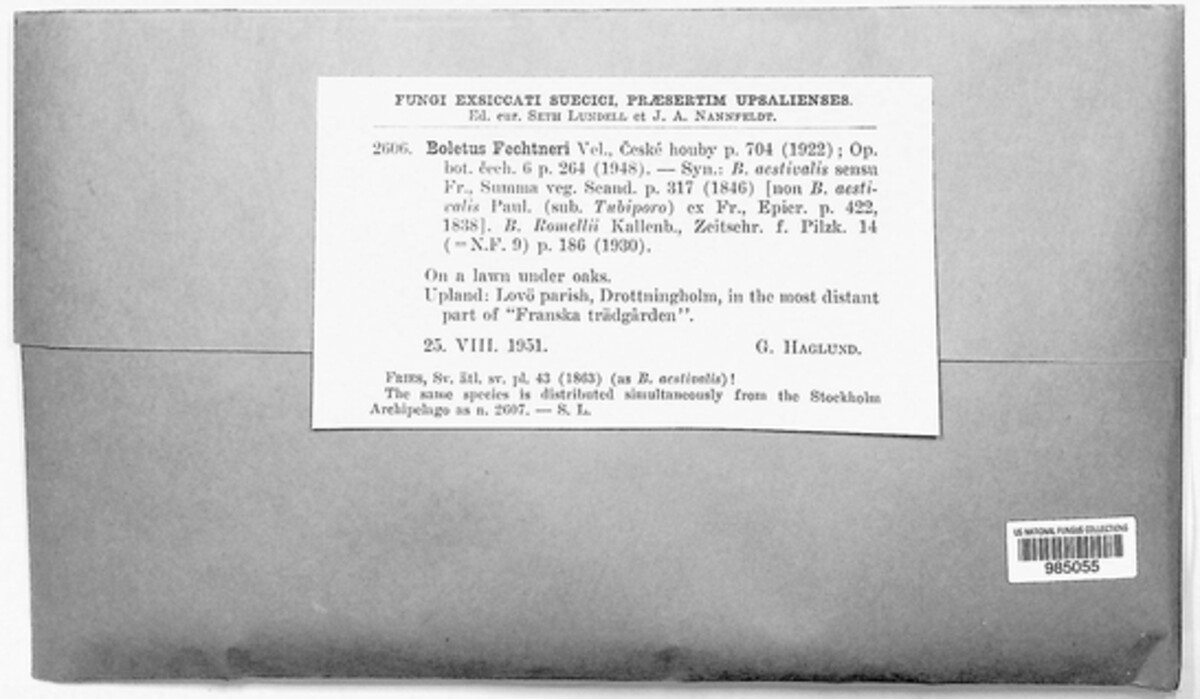 FUNGI EXSICCATI SUECICI, PRÆSERTIM UPSALIENSES.
Ed. cur. SETH LUNDELL et J. A. NANNFELDT.
2606. Boletus Fechtneri Vel., České houby p. 704 (1922); Op.
bot. čech. 6 p. 264 (1948). — Syn.: B. aestivalis sensu
Fr., Summa veg. Scand. p. 317 (1846) [non B. aesti-
valis Paul. (sub. Tubiporo) ex Fr., Epicr. p. 422,
1838]. B. Romellii Kallenb., Zeitschr. f. Pilzk. 14
(=N.F. 9) p. 186 (1930).
On a lawn under oaks.
Upland: Lovö parish, Drottningholm, in the most distant
part of “Franska trädgården”.
25. VIII. 1951. G. HAGLUND.
FRIES, Sv. ätl. sv. pl. 43 (1863) (as B. aestivalis)!
The same species is distributed simultaneously from the Stockholm
Archipelago as n. 2607. — S. L.
US NATIONAL FUNGUS COLLECTIONS
985055